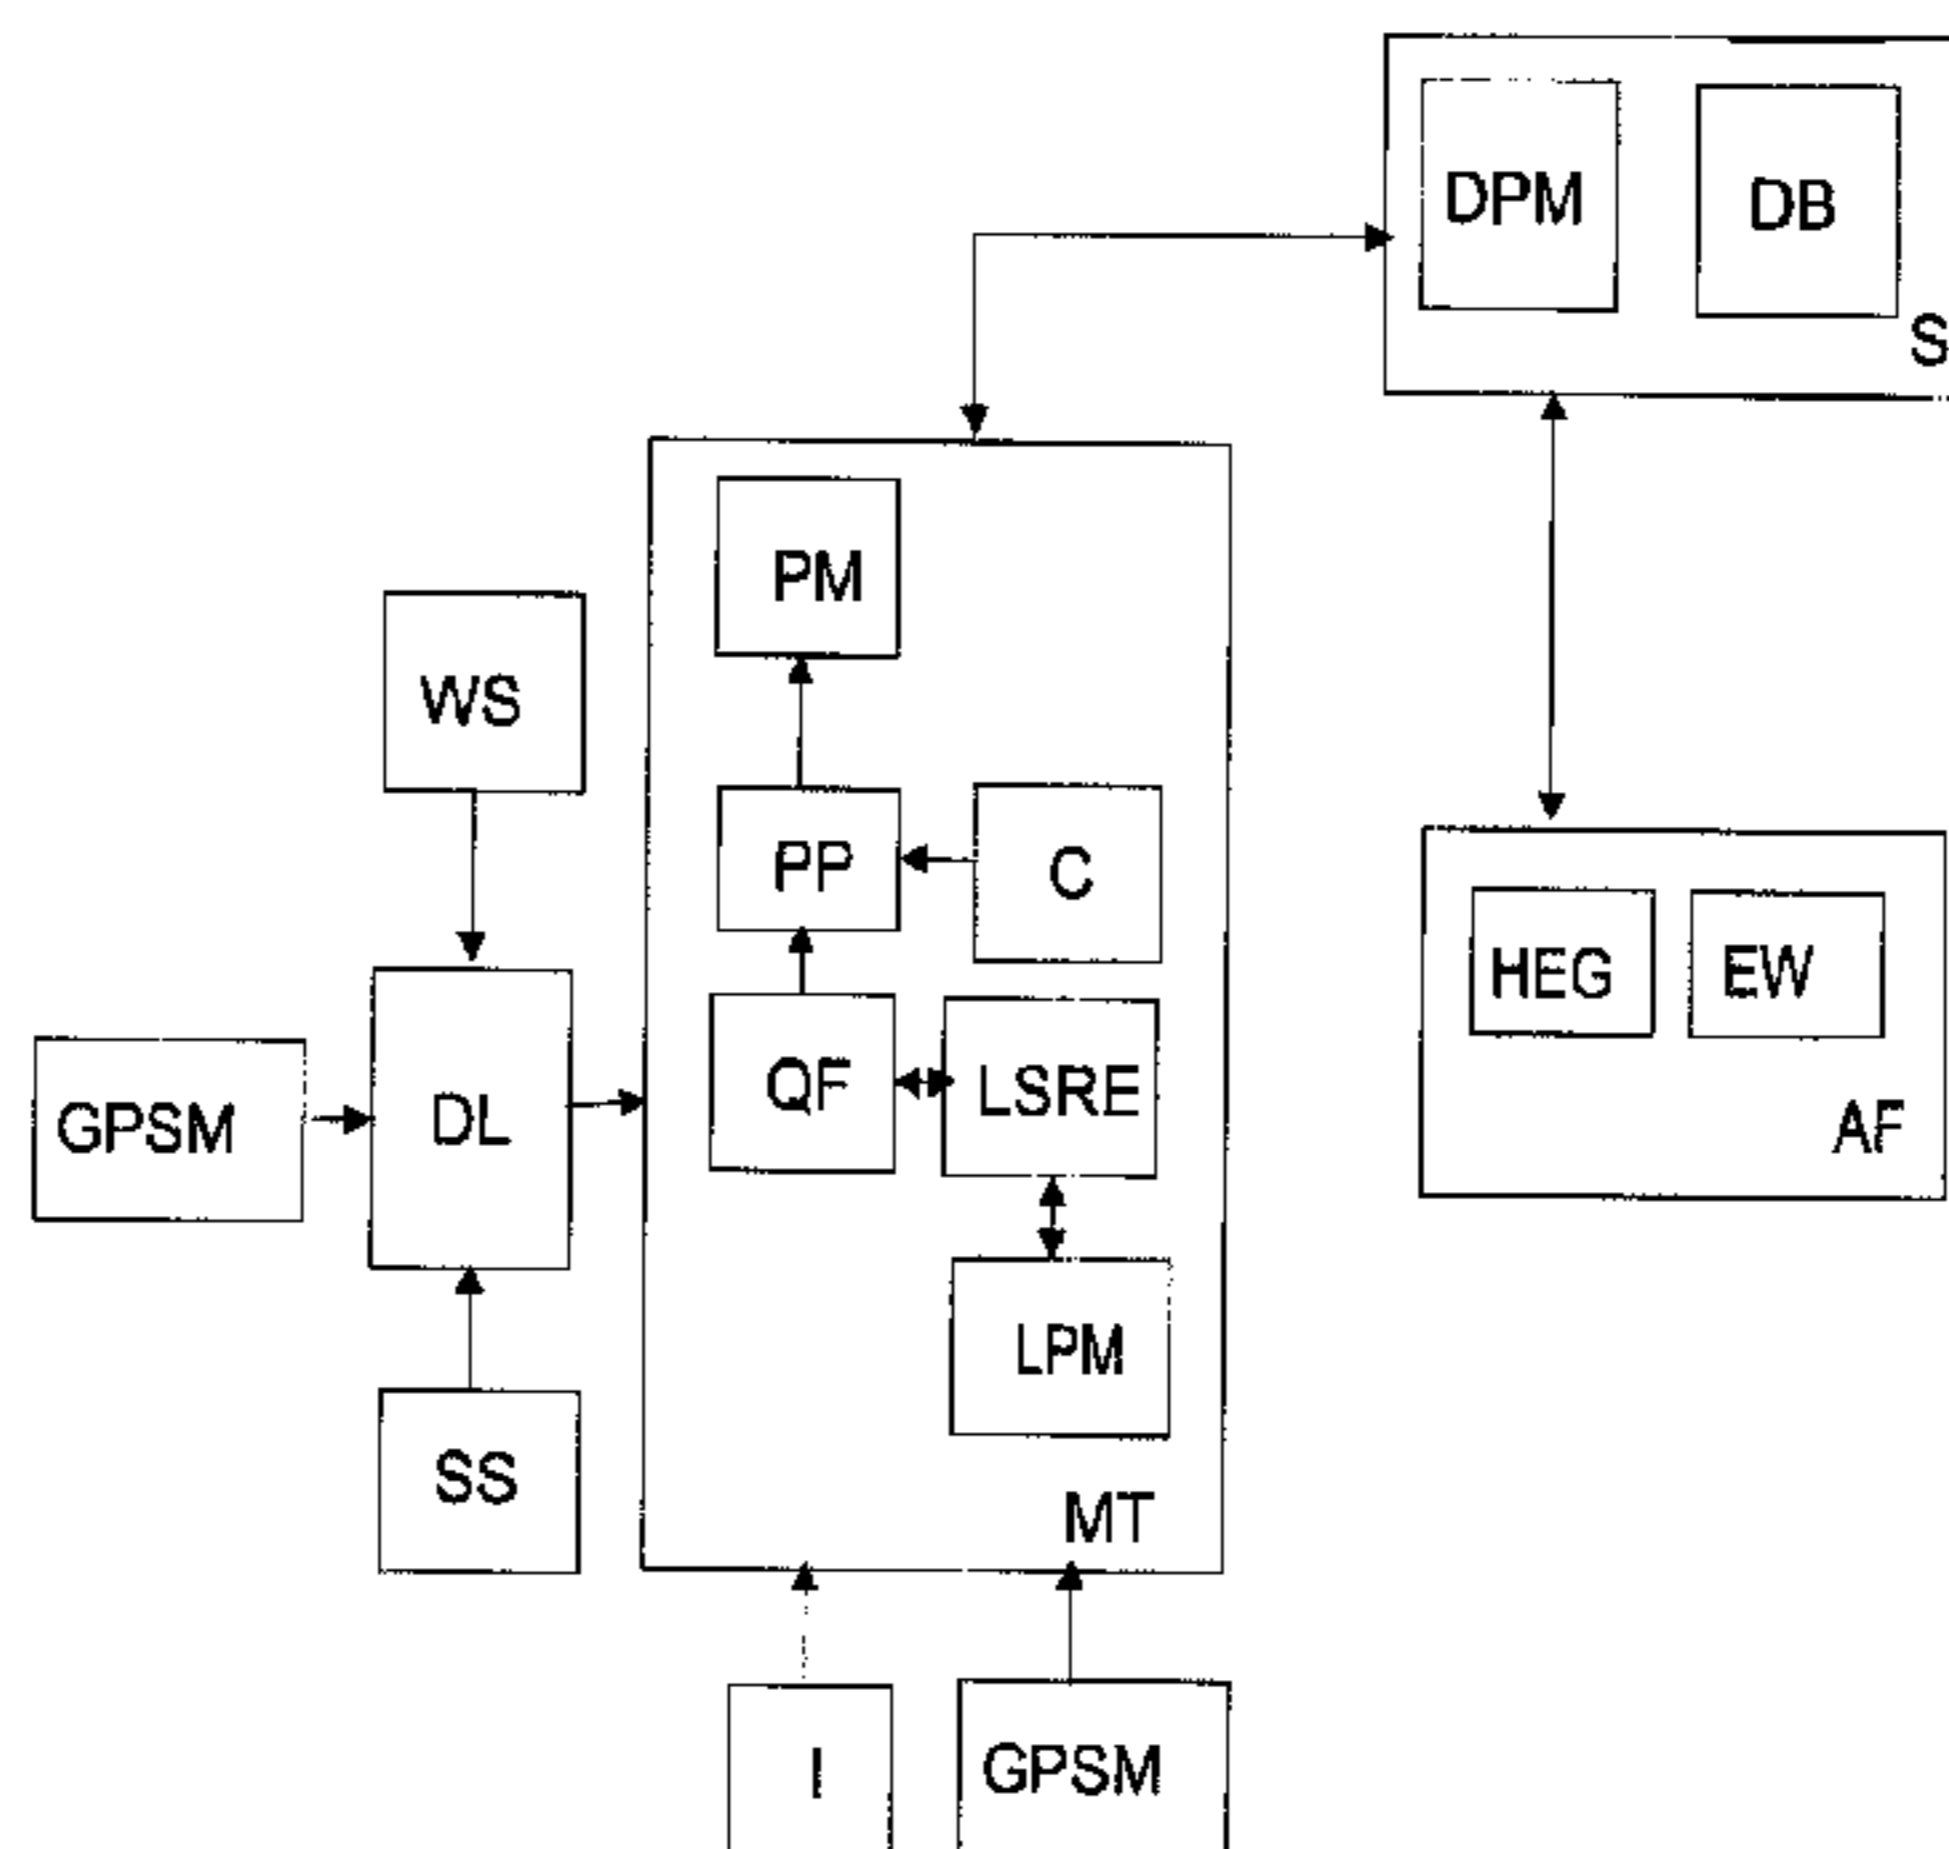 DPM
DB
S
PM
WS
PP
C
HEG
EW
QF
LSRE
GPSM
DL
AF
LPM
SS
MT
I
GPSM